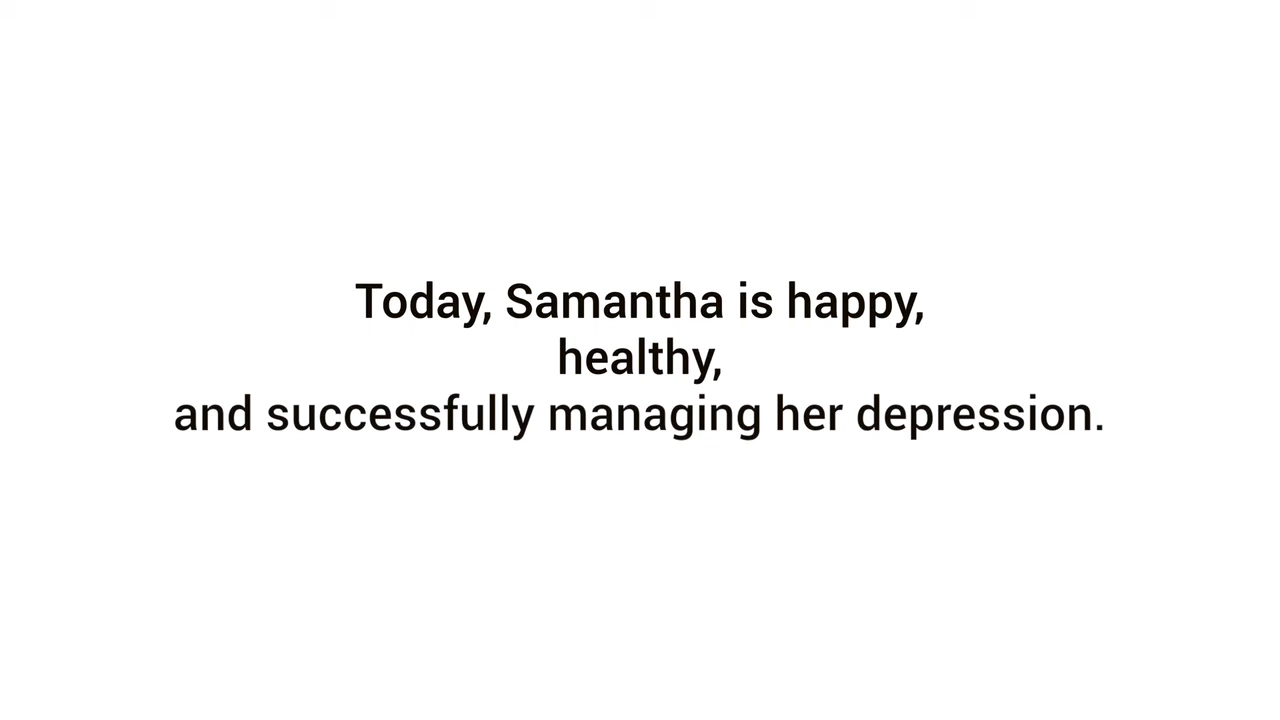 Today, Samantha is happy,
healthy,
and successfully managing her depression.